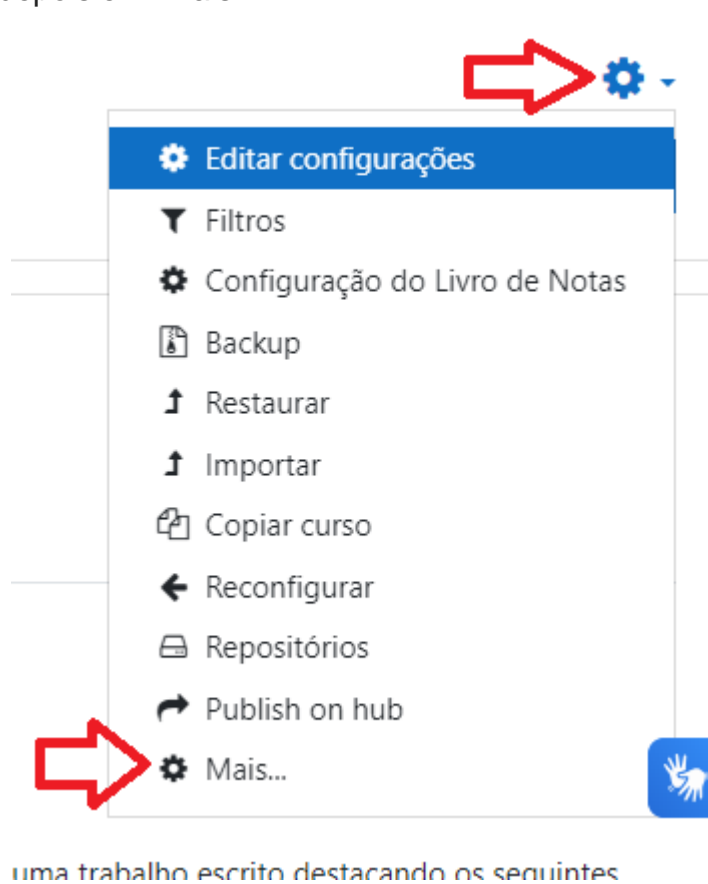 Editar configurações
Filtros
Configuração do Livro de Notas
Backup
Restaurar
Importar
Copiar curso
Reconfigurar
Repositórios
Publish on hub
Mais...
uma trabalho escrito destacando os seguintes